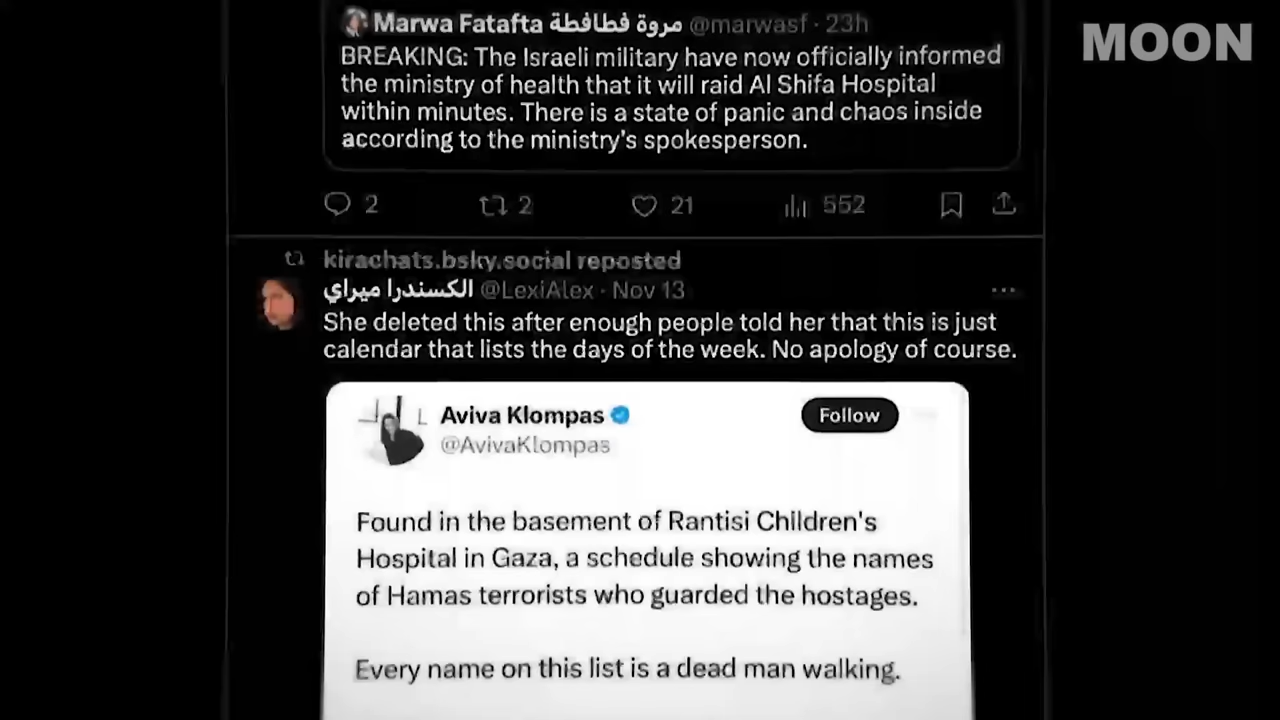 MOON
Marwa Fatafta مروة فطافطة @marwasf · 23h
BREAKING: The Israeli military have now officially informed
the ministry of health that it will raid Al Shifa Hospital
within minutes. There is a state of panic and chaos inside
according to the ministry's spokesperson.
2 2 21 552
kirachats.bsky.social reposted
الكسندرا ميراي @LexiAlex · Nov 13
She deleted this after enough people told her that this is just
calendar that lists the days of the week. No apology of course.
Aviva Klompas
Follow
@AvivaKlompas
Found in the basement of Rantisi Children's
Hospital in Gaza, a schedule showing the names
of Hamas terrorists who guarded the hostages.
Every name on this list is a dead man walking.